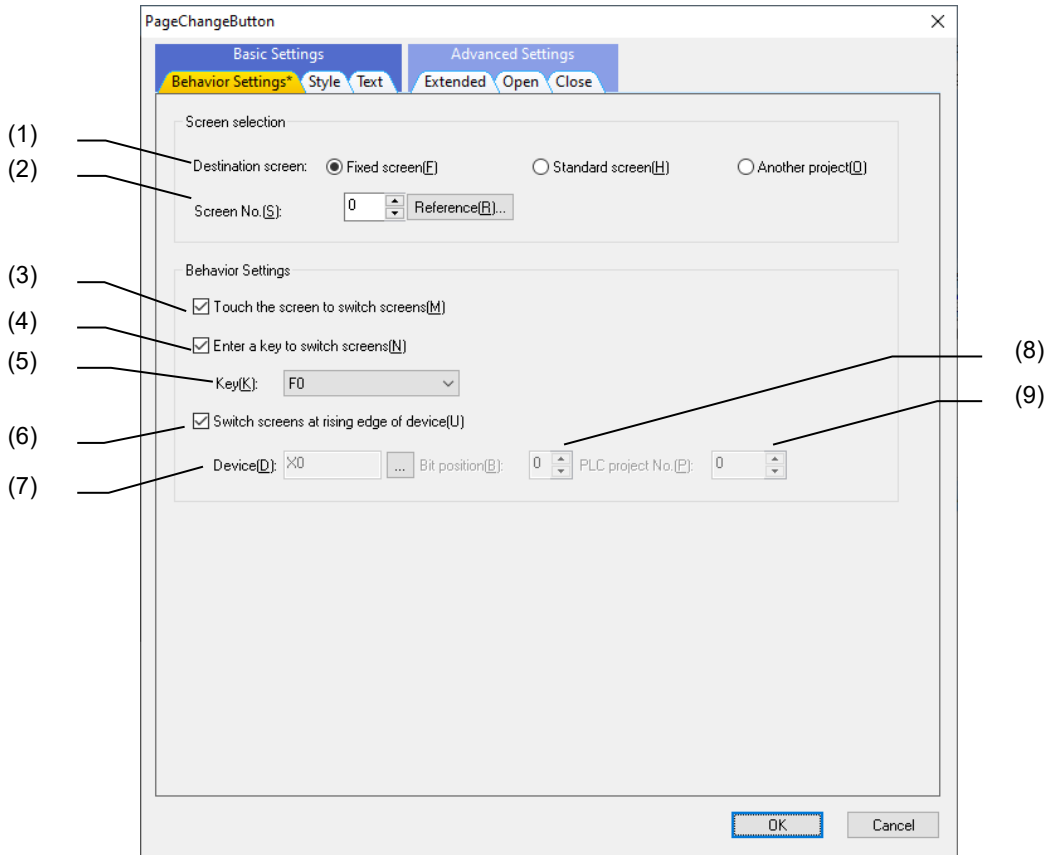 PageChangeButton
Basic Settings Advanced Settings
Behavior Settings* Style Text Extended Open Close
Screen selection
(1)
Destination screen: Fixed screen(F) Standard screen(H) Another project(O)
(2)
Screen No.(S): 0 Reference(R)...
Behavior Settings
(3)
Touch the screen to switch screens(M)
(4)
Enter a key to switch screens(N)
(5)
Key(K): F0
(8)
(9)
(6)
Switch screens at rising edge of device(U)
(7)
Device(D): X0 ... Bit position(B): 0 PLC project No.(P): 0
OK Cancel